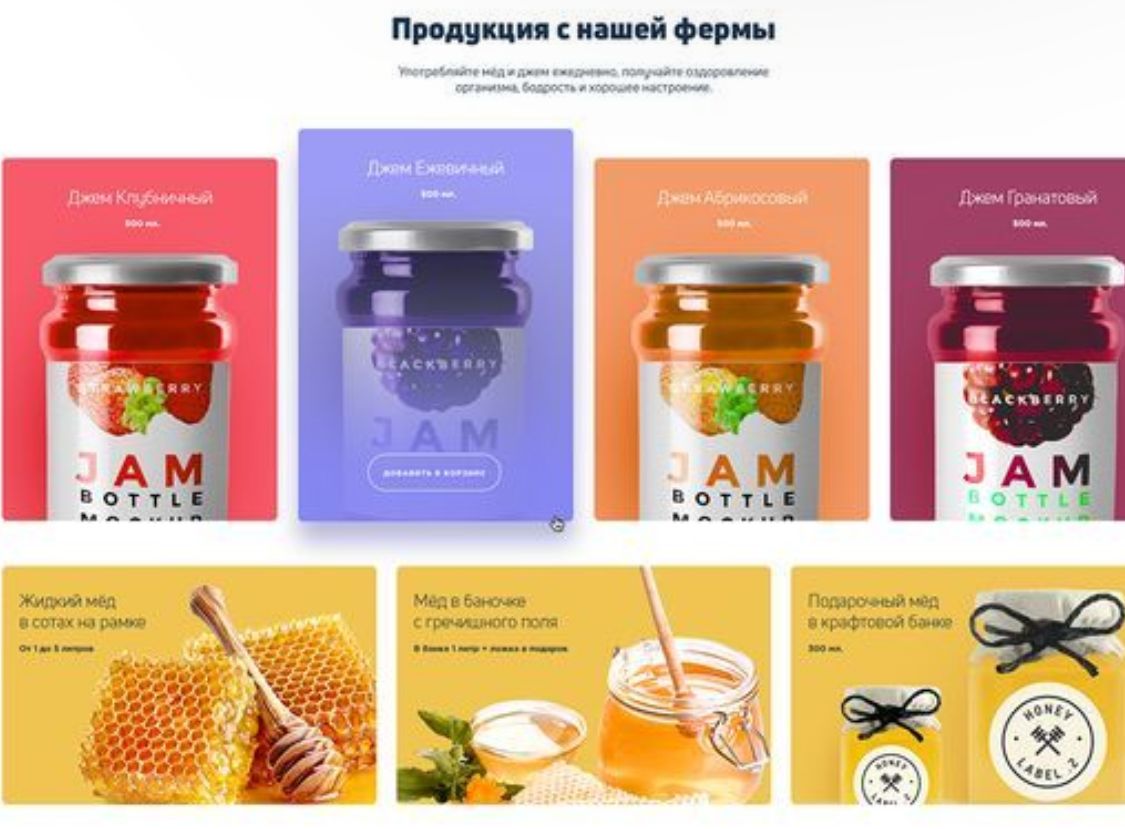 Продукция с нашей фермы
Употребляйте мёд и джем ежедневно, получайте оздоровление
организма, бодрость и хорошее настроение.
Джем Клубничный
500 мл.
Джем Ежевичный
500 мл.
Джем Абрикосовый
500 мл.
Джем Гранатовый
500 мл.
STRAWBERRY
JAM
BOTTLE
MOCKUP
BLACKBERRY
JAM
ДОБАВИТЬ В КОРЗИНУ
STRAWBERRY
JAM
BOTTLE
MOCKUP
BLACKBERRY
JAM
BOTTLE
MOCKUP
Жидкий мёд
в сотах на рамке
От 1 до 5 литров
Мёд в баночке
с гречишного поля
В банке 1 литр + ложка в подарок
Подарочный мёд
в крафтовой банке
300 мл.
HONEY
LABEL .2
HONEY
LABEL .2